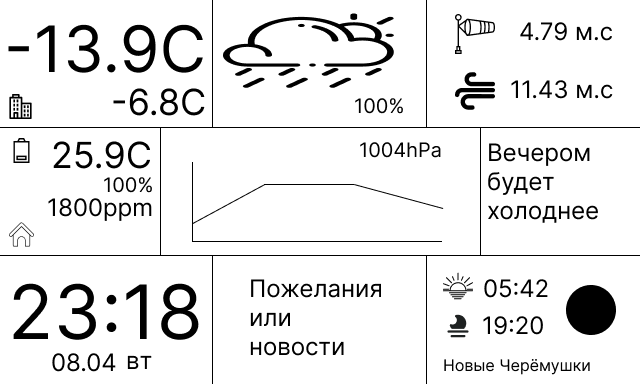 -13.9C
-6.8C
100%
4.79 м.с
11.43 м.с
25.9C
100%
1800ppm
1004hPa
Вечером
будет
холоднее
23:18
08.04 вт
Пожелания
или
новости
05:42
19:20
Новые Черёмушки